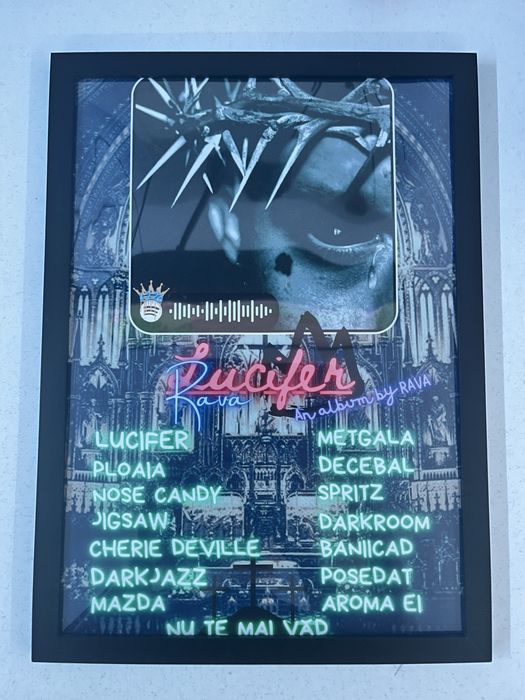 Lucifer
Rava
An album by RAVA
LUCIFER
PLOAIA
NOSE CANDY
JIGSAW
CHERIE DEVILLE
DARKJAZZ
MAZDA
METGALA
DECEBAL
SPRITZ
DARKROOM
BANIICAD
POSEDAT
AROMA EI
NU TE MAI VĂD